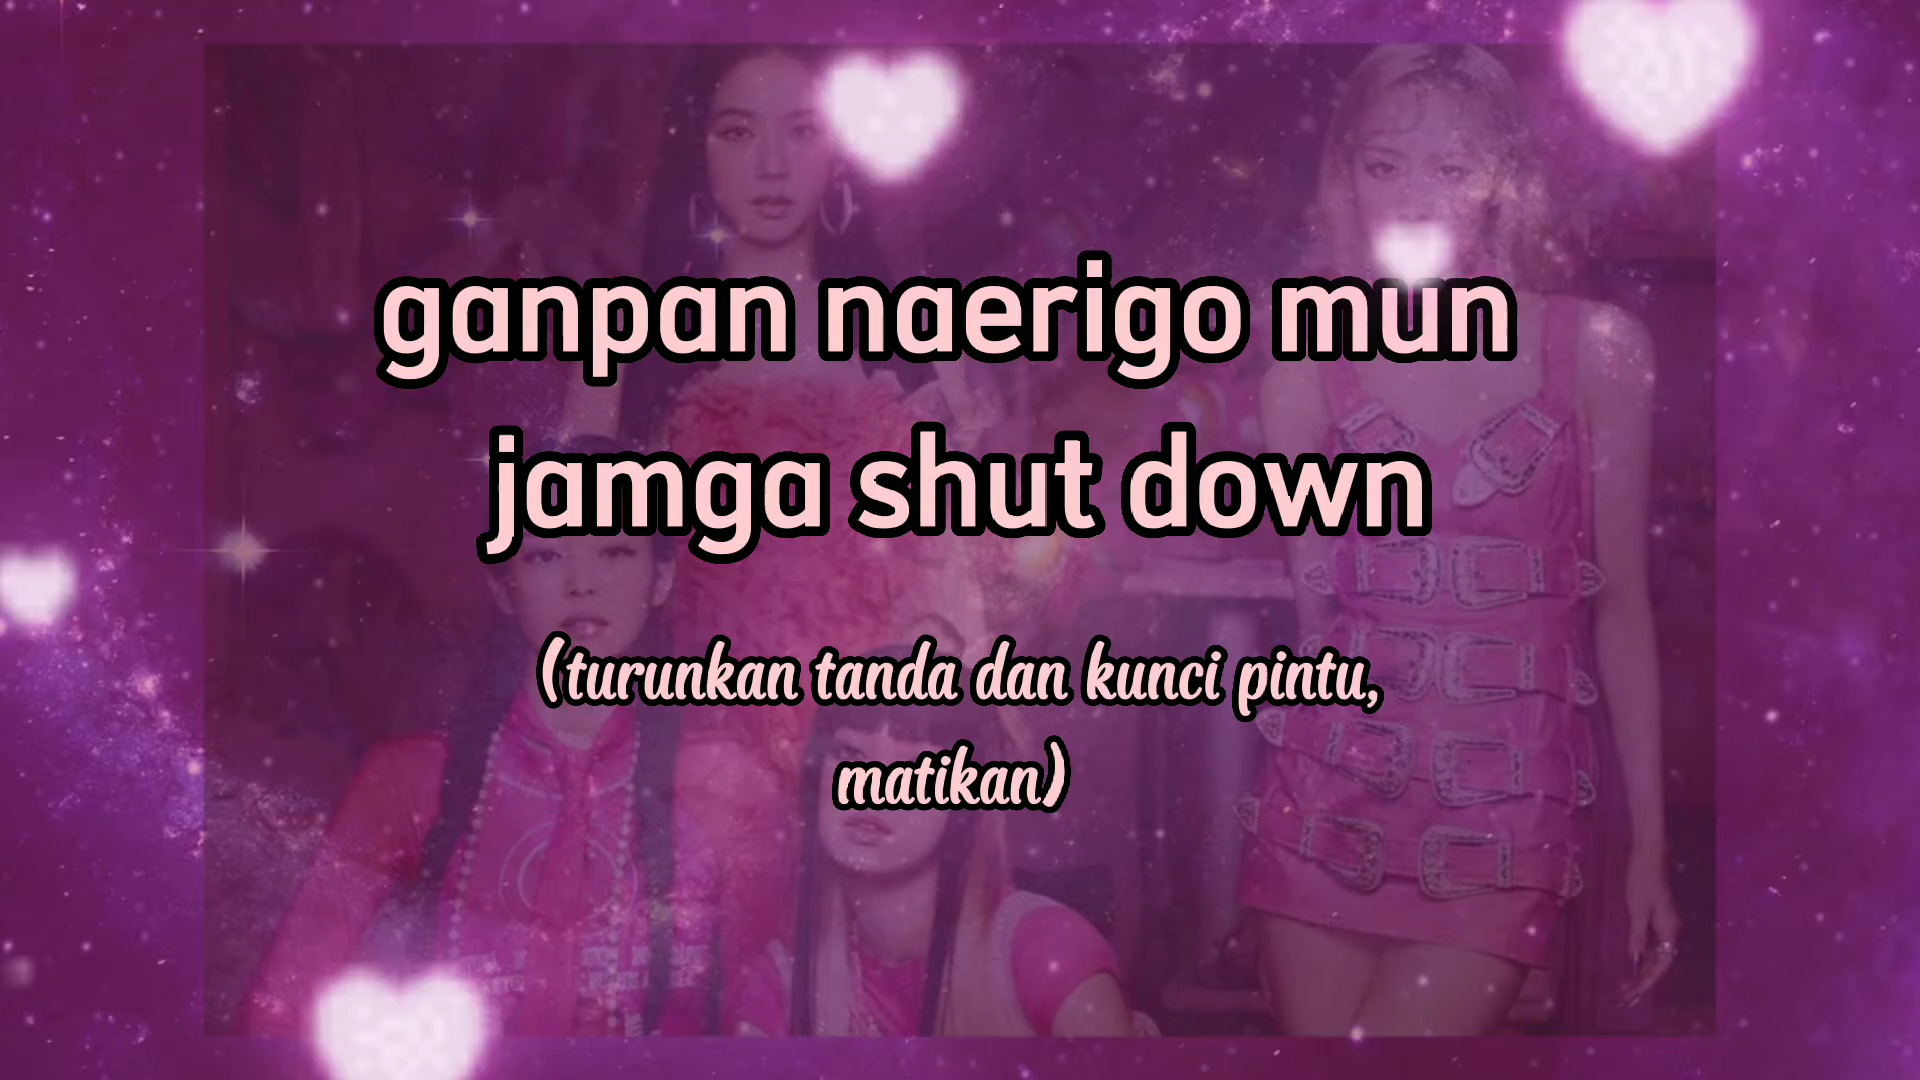 ganpan naerigo mun
jamga shut down
(turunkan tanda dan kunci pintu,
matikan)